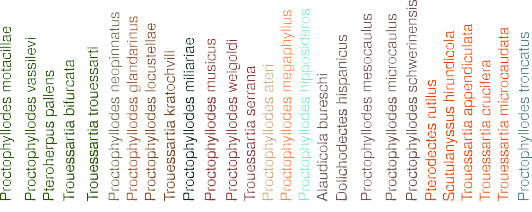 Proctophyllodes motacillae
Proctophyllodes vassilevi
Pteroherpus pallens
Trouessartia bifurcata
Trouessartia trouessarti
Proctophyllodes neopinnatus
Proctophyllodes glandarinus
Proctophyllodes locustellae
Trouessartia kratochvili
Proctophyllodes miliariae
Proctophyllodes musicus
Proctophyllodes weigoldi
Trouessartia serrana
Proctophyllodes ateri
Proctophyllodes megaphyllus
Proctophyllodes hipposideros
Alaudicola bureschi
Dolichodectes hispanicus
Proctophyllodes mesocaulus
Proctophyllodes microcaulus
Proctophyllodes schwerinensis
Pterodectes rutilus
Scutulanyssus hirundicola
Trouessartia appendiculata
Trouessartia crucifera
Trouessartia microcaudata
Proctophyllodes troncatus